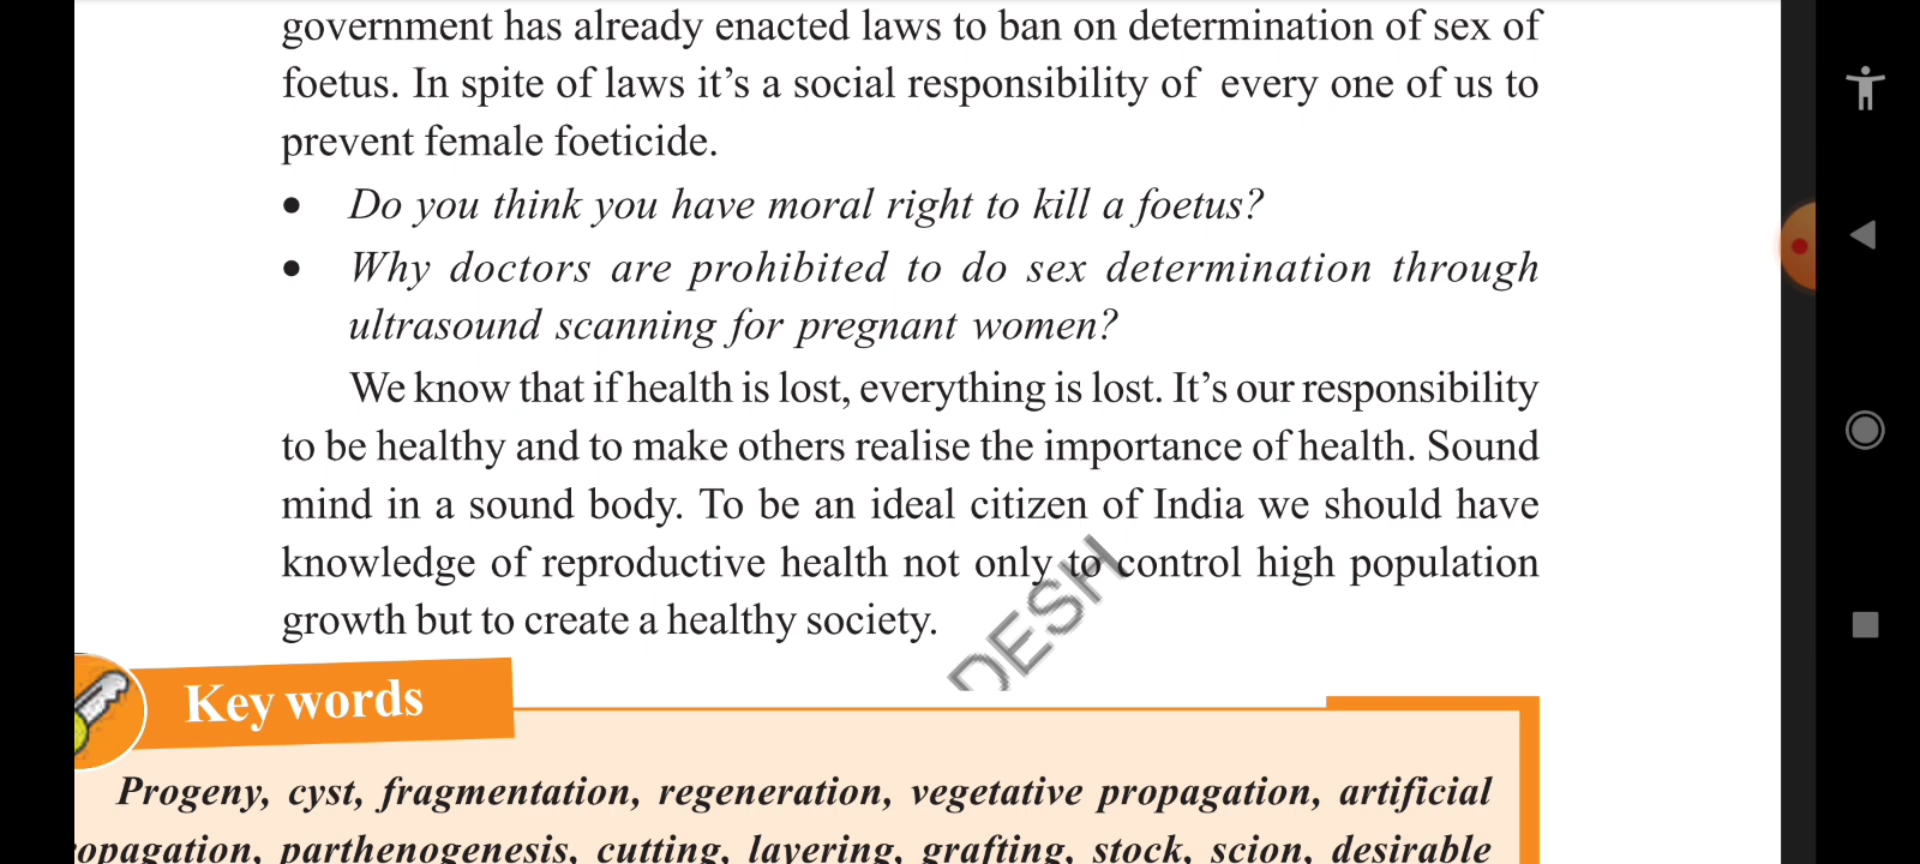 government has already enacted laws to ban on determination of sex of
foetus. In spite of laws it’s a social responsibility of every one of us to
prevent female foeticide.
• Do you think you have moral right to kill a foetus?
• Why doctors are prohibited to do sex determination through
ultrasound scanning for pregnant women?
We know that if health is lost, everything is lost. It’s our responsibility
to be healthy and to make others realise the importance of health. Sound
mind in a sound body. To be an ideal citizen of India we should have
knowledge of reproductive health not only to control high population
growth but to create a healthy society.
DESH
Key words
Progeny, cyst, fragmentation, regeneration, vegetative propagation, artificial
opagation, parthenogenesis, cutting, layering, grafting, stock, scion, desirable